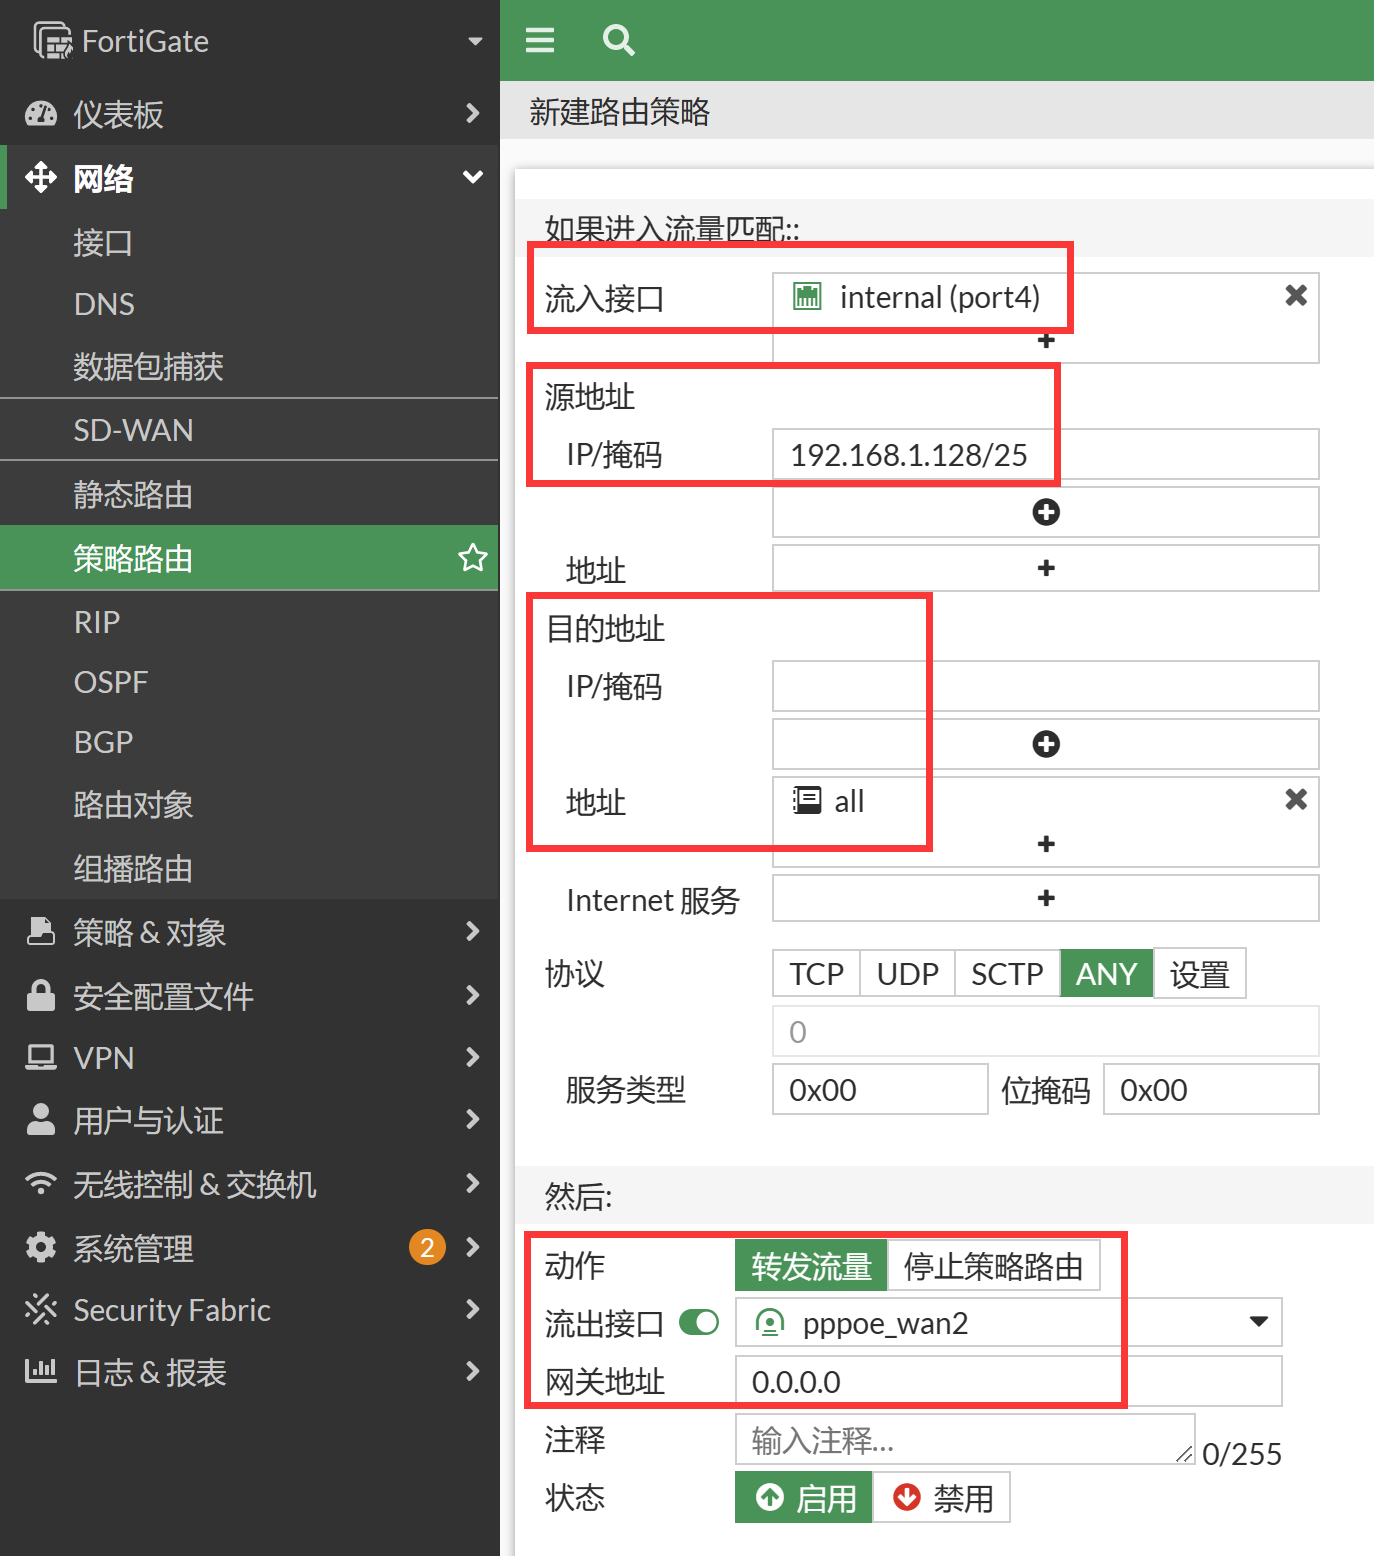 FortiGate
仪表板
网络
接口
DNS
数据包捕获
SD-WAN
静态路由
策略路由
RIP
OSPF
BGP
路由对象
组播路由
策略 & 对象
安全配置文件
VPN
用户与认证
无线控制 & 交换机
系统管理 2
Security Fabric
日志 & 报表
新建路由策略
如果进入流量匹配::
流入接口 internal (port4)
源地址
IP/掩码 192.168.1.128/25
地址
目的地址
IP/掩码
地址 all
Internet 服务
协议 TCP UDP SCTP ANY 设置
0
服务类型 0x00 位掩码 0x00
然后:
动作 转发流量 停止策略路由
流出接口 pppoe_wan2
网关地址 0.0.0.0
注释 输入注释... 0/255
状态 启用 禁用